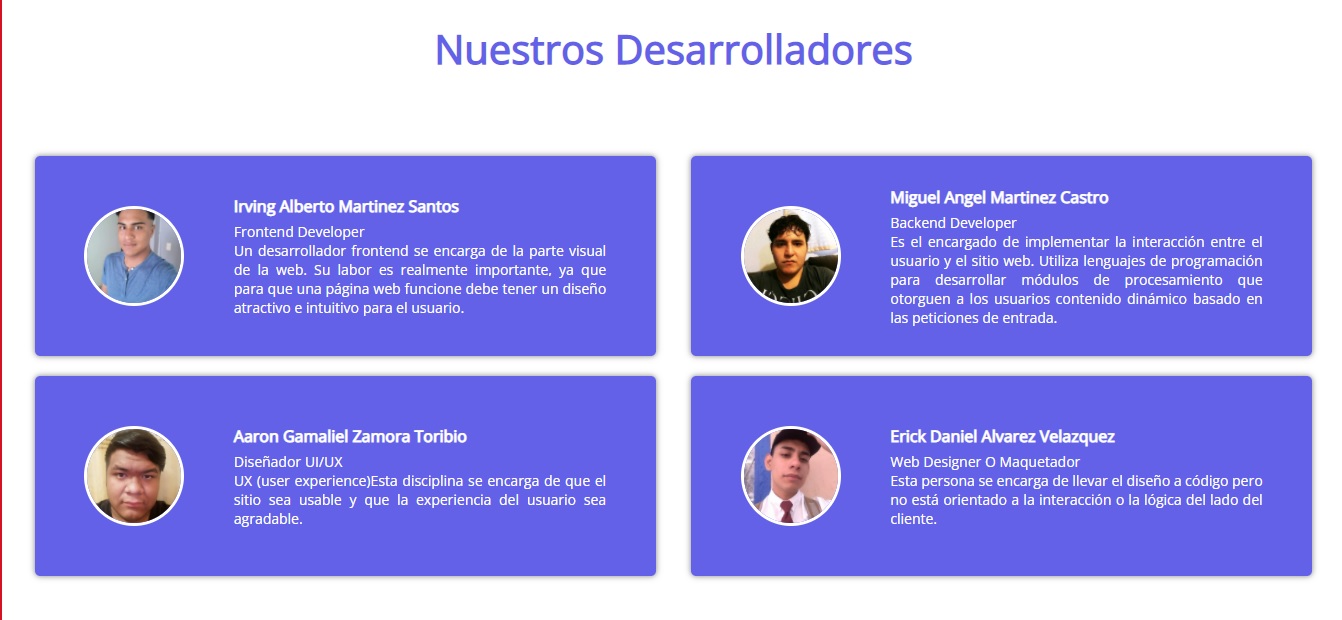 Nuestros Desarrolladores
Irving Alberto Martinez Santos
Frontend Developer
Un desarrollador frontend se encarga de la parte visual
de la web. Su labor es realmente importante, ya que
para que una página web funcione debe tener un diseño
atractivo e intuitivo para el usuario.
Miguel Angel Martinez Castro
Backend Developer
Es el encargado de implementar la interacción entre el
usuario y el sitio web. Utiliza lenguajes de programación
para desarrollar módulos de procesamiento que
otorguen a los usuarios contenido dinámico basado en
las peticiones de entrada.
Aaron Gamaliel Zamora Toribio
Diseñador UI/UX
UX (user experience)Esta disciplina se encarga de que el
sitio sea usable y que la experiencia del usuario sea
agradable.
Erick Daniel Alvarez Velazquez
Web Designer O Maquetador
Esta persona se encarga de llevar el diseño a código pero
no está orientado a la interacción o la lógica del lado del
cliente.